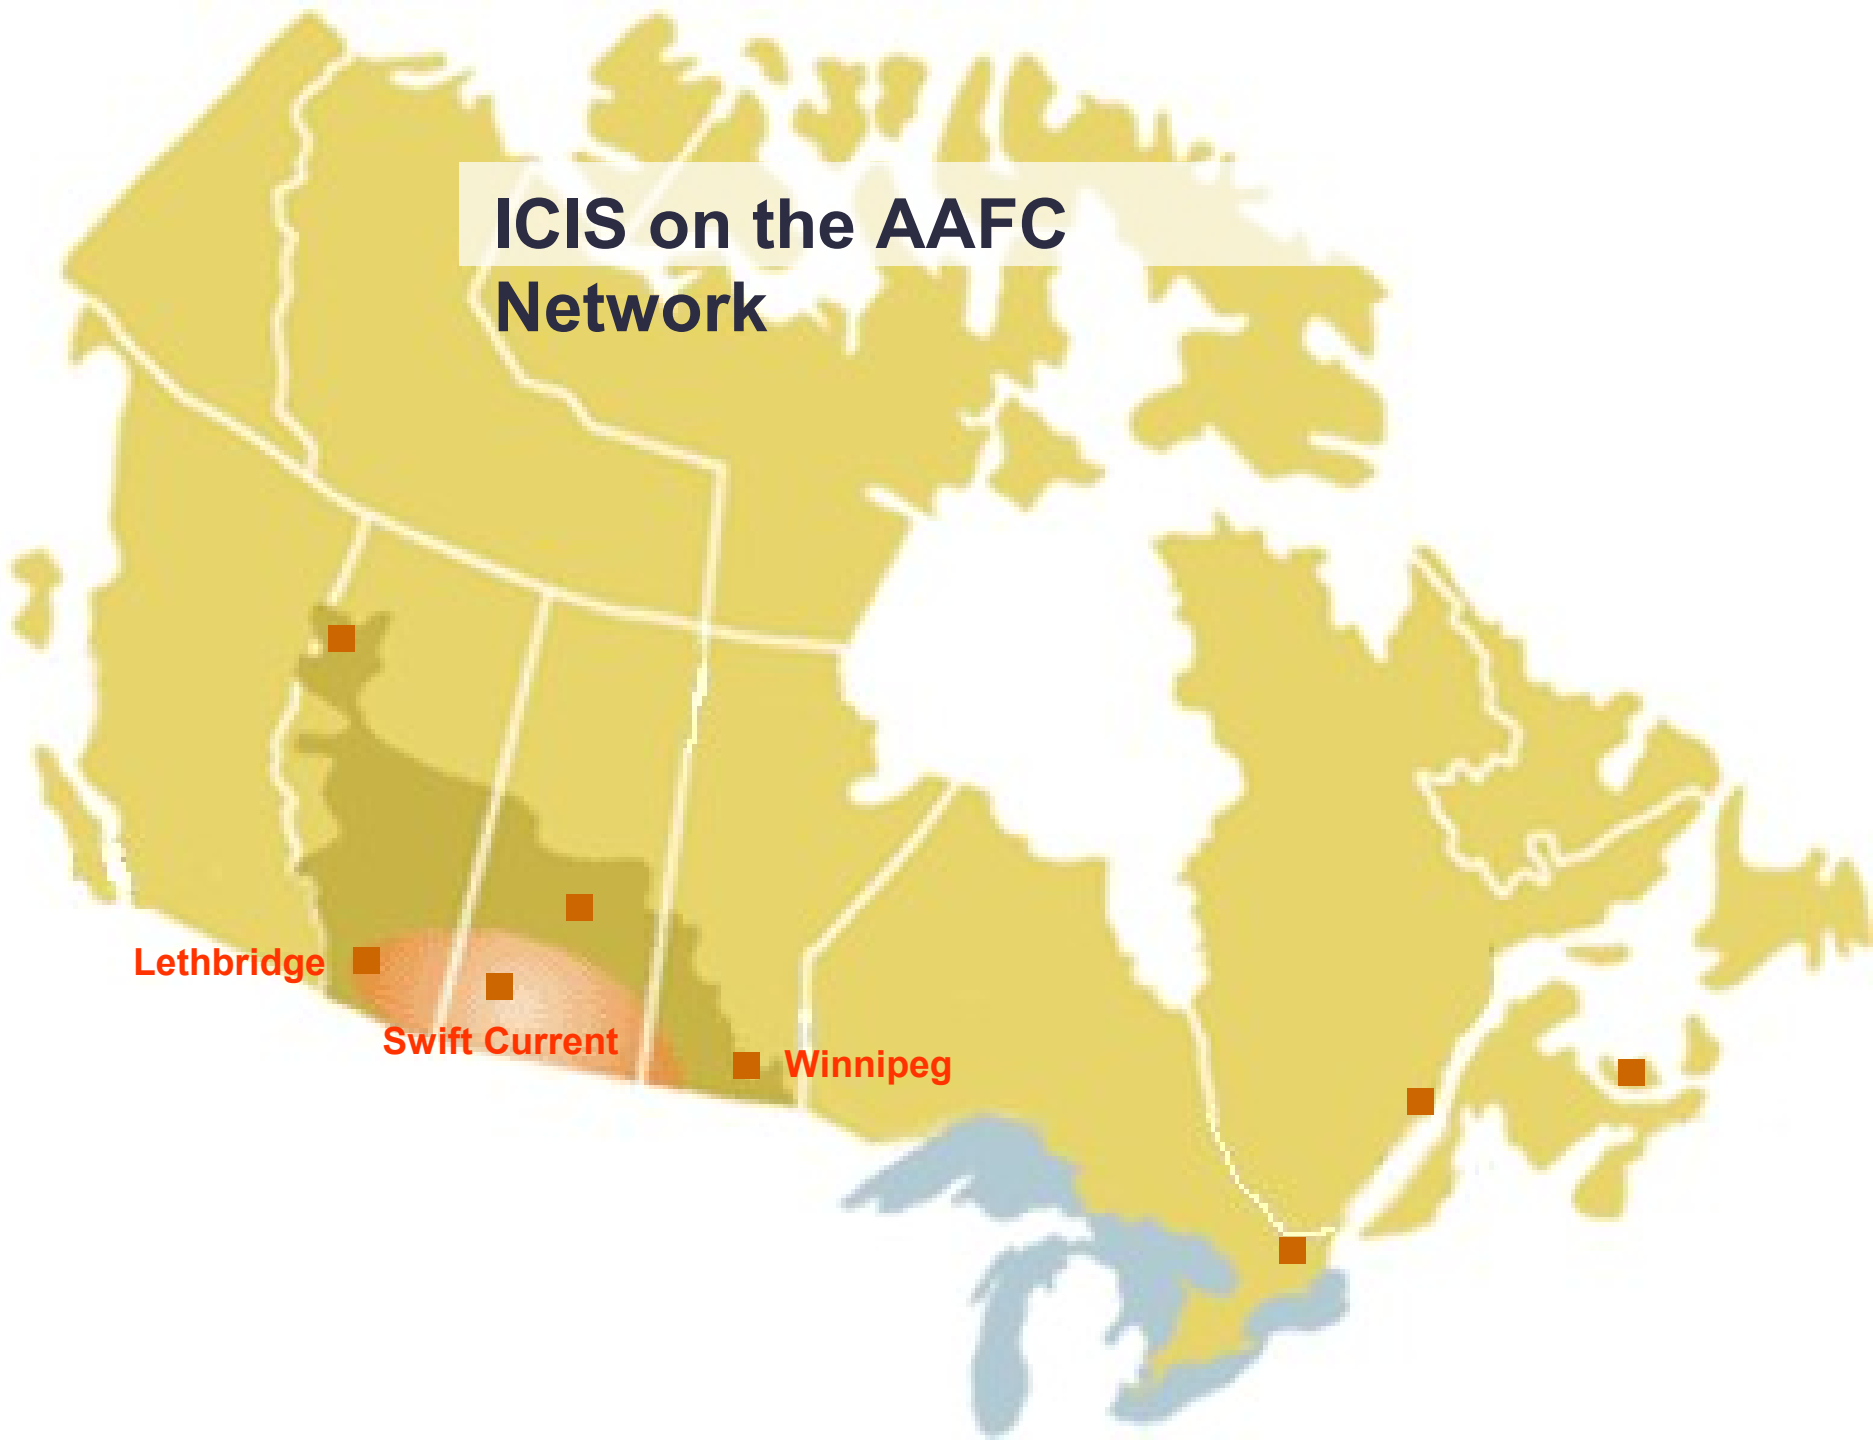 ICIS on the AAFC
Network
Lethbridge
Swift Current
Winnipeg